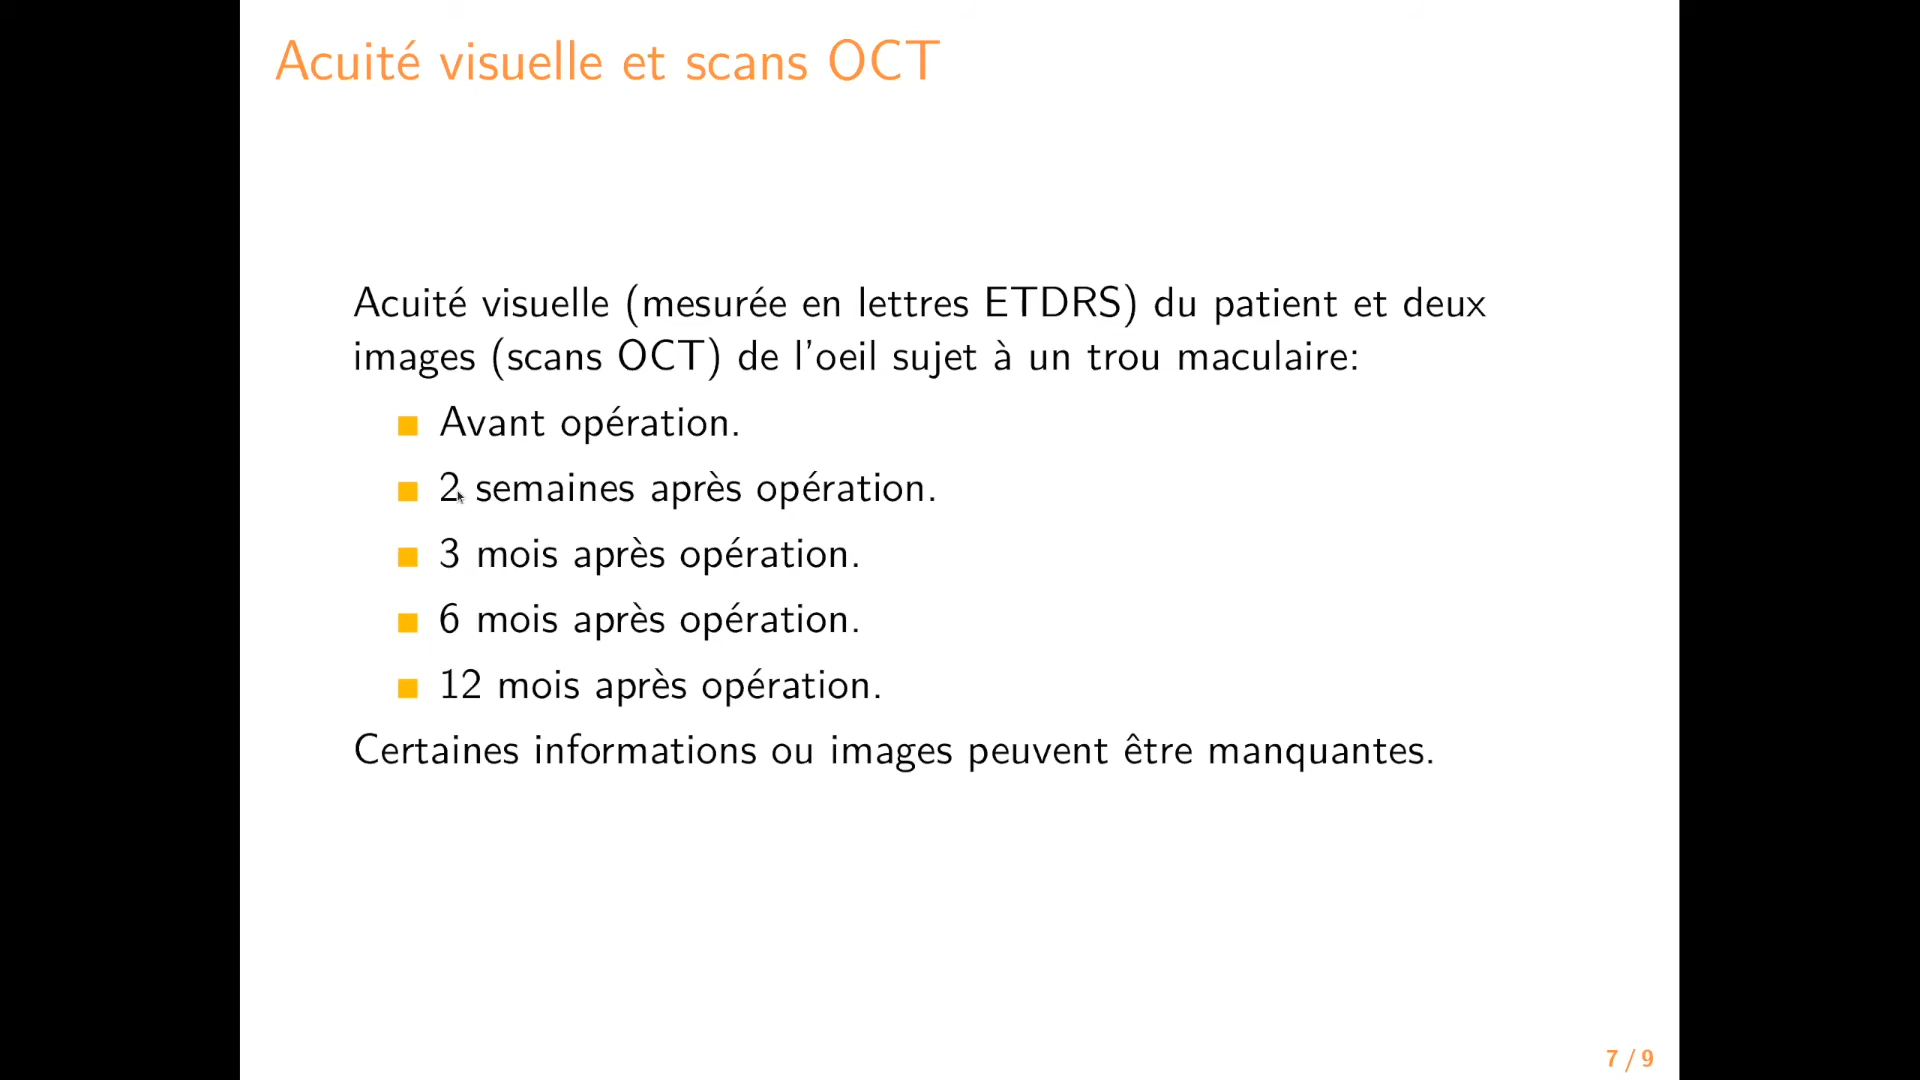 Acuité visuelle et scans OCT
Acuité visuelle (mesurée en lettres ETDRS) du patient et deux
images (scans OCT) de l'oeil sujet à un trou maculaire:
Avant opération.
2 semaines après opération.
3 mois après opération.
6 mois après opération.
12 mois après opération.
Certaines informations ou images peuvent être manquantes.
7 / 9